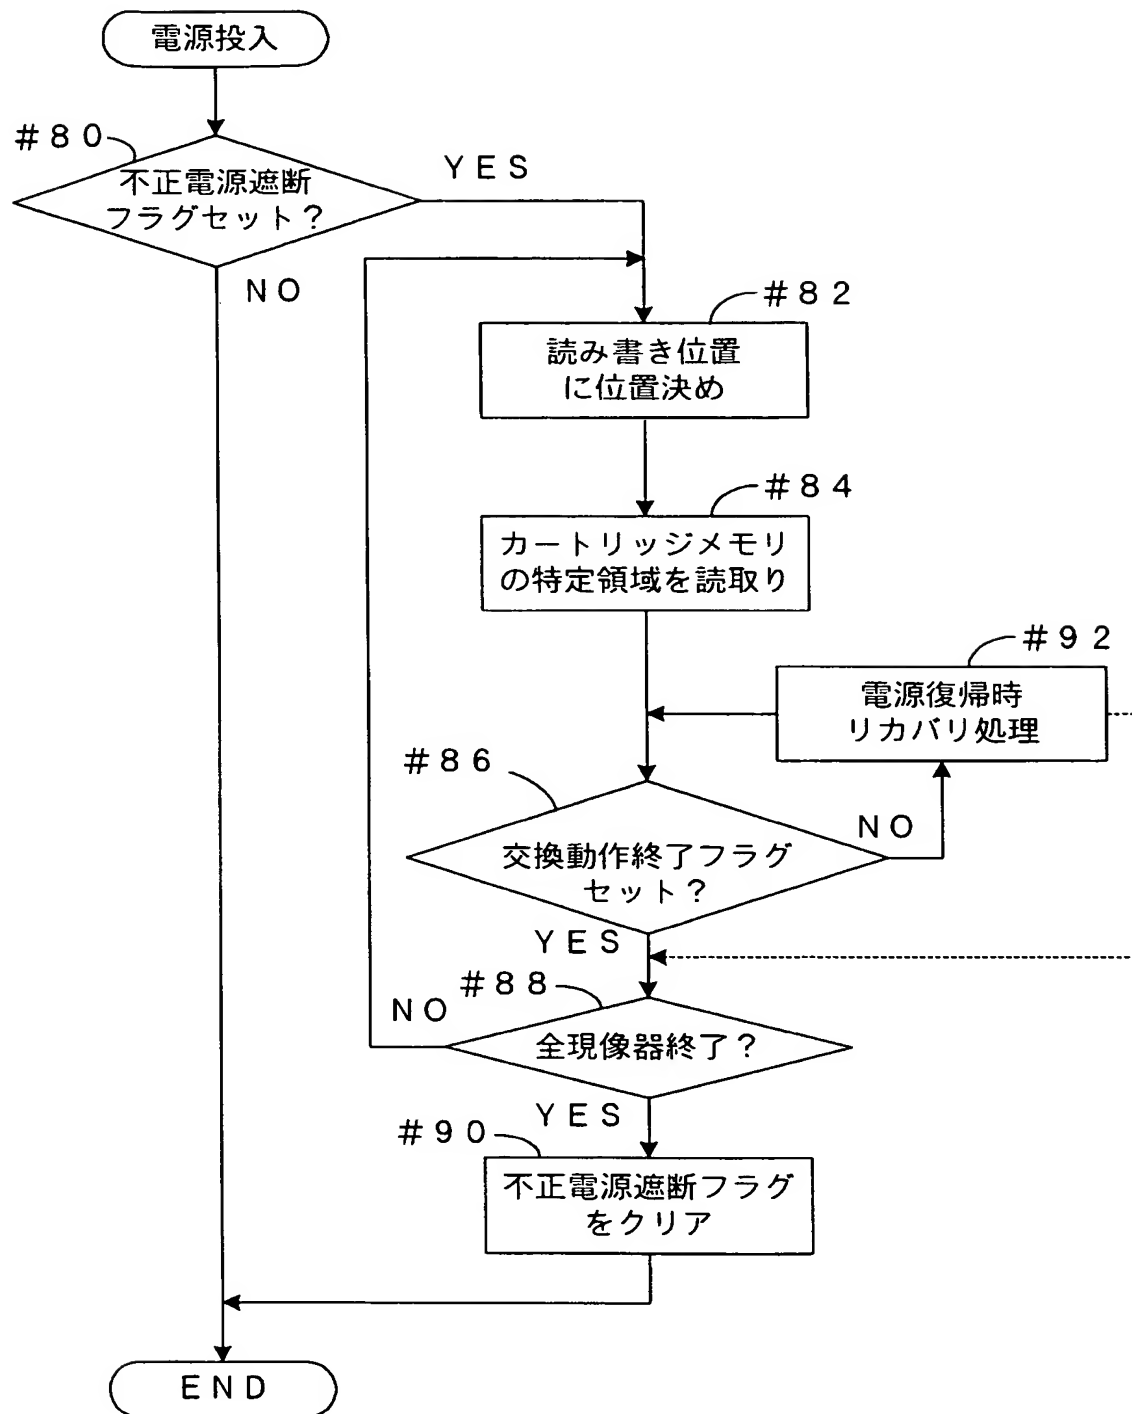 電源投入
#80
不正電源遮断
フラグセット?
YES
NO
#82
読み書き位置
に位置決め
#84
カートリッジメモリ
の特定領域を読取り
#92
電源復帰時
リカバリ処理
#86
交換動作終了フラグ
セット?
NO
YES
#88
NO
全現像器終了?
YES
#90
不正電源遮断フラグ
をクリア
END